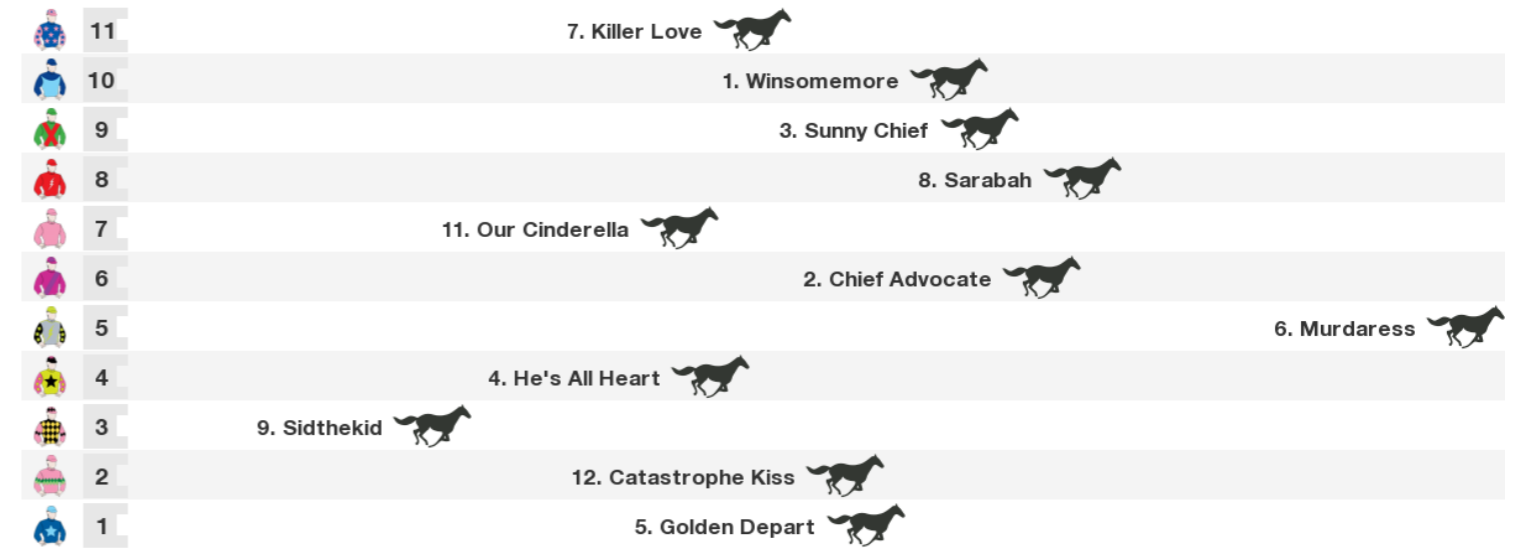 11 7. Killer Love
10 1. Winsomemore
9 3. Sunny Chief
8 8. Sarabah
7 11. Our Cinderella
6 2. Chief Advocate
5 6. Murdaress
4 4. He's All Heart
3 9. Sidthekid
2 12. Catastrophe Kiss
1 5. Golden Depart